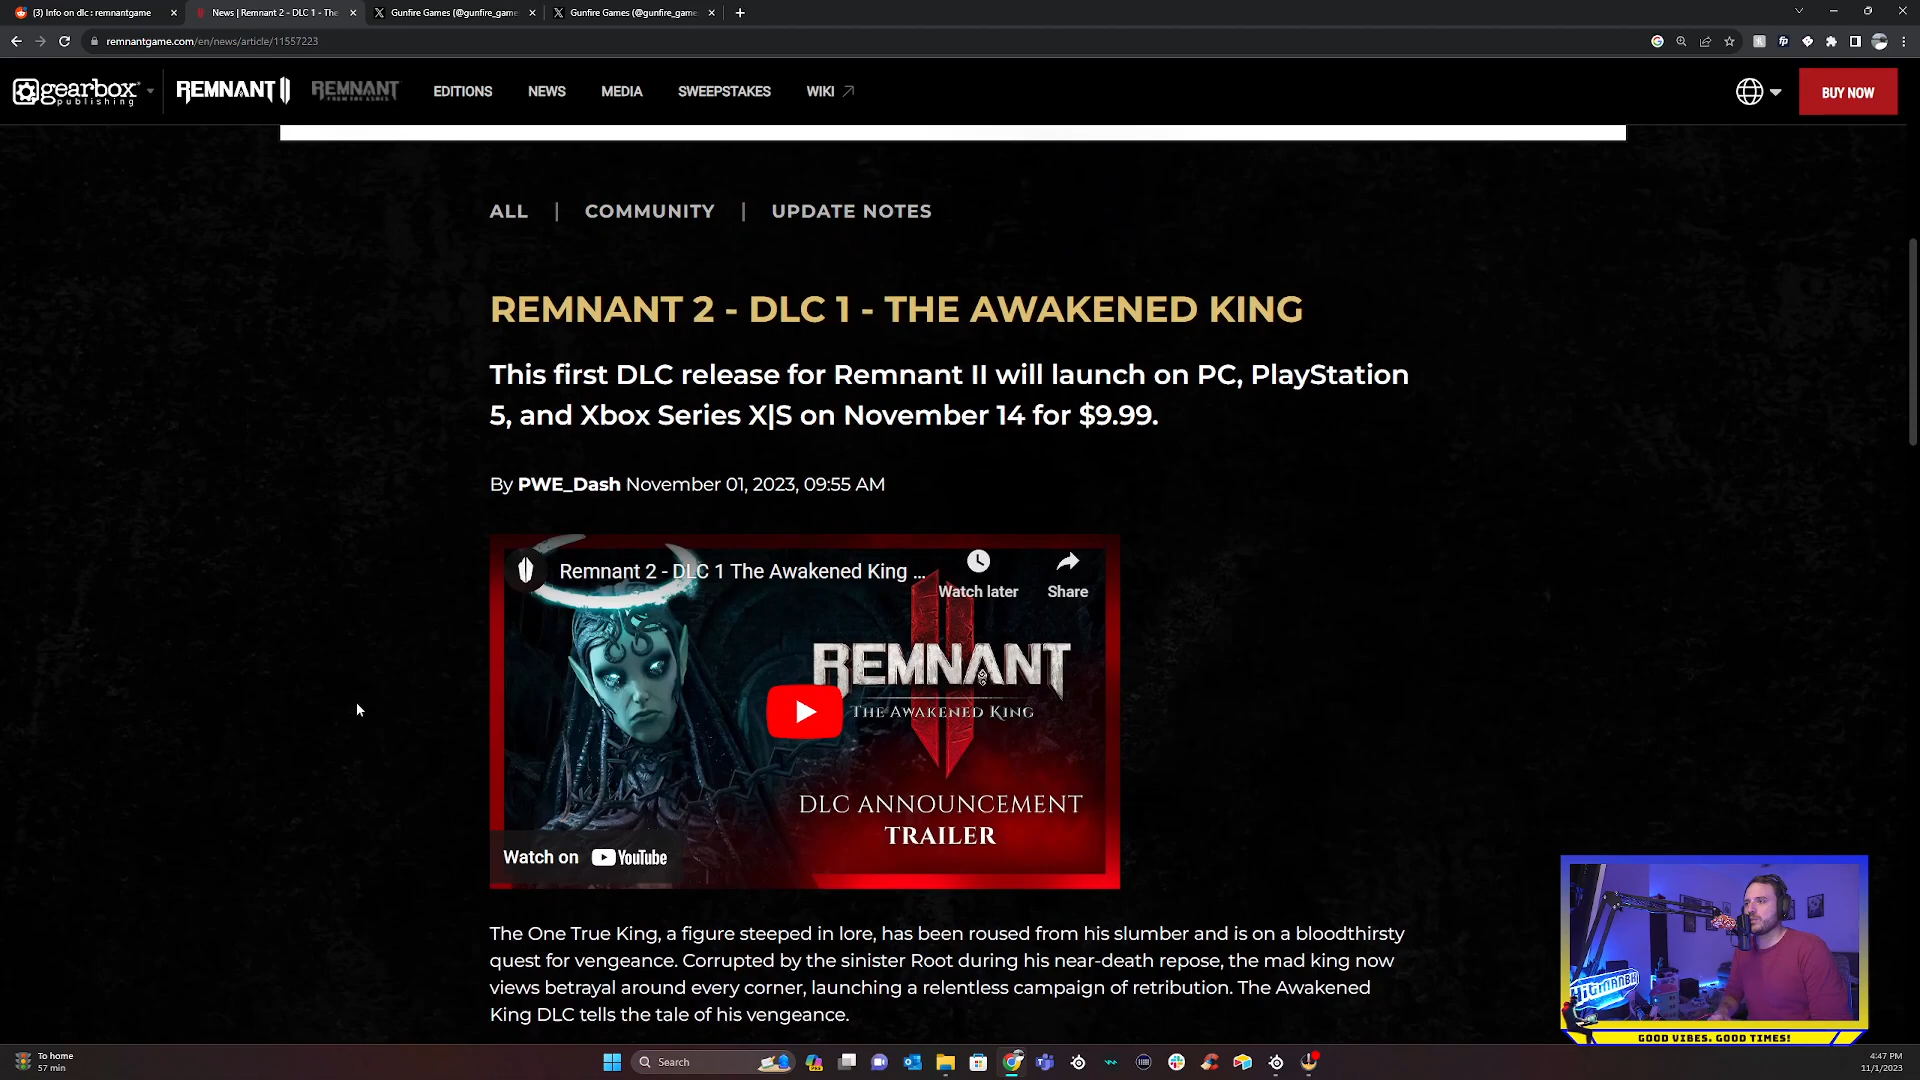 (3) Info on dlc : remnantgame
News | Remnant 2 - DLC 1 - The
Gunfire Games (@gunfire_game
Gunfire Games (@gunfire_game
remnantgame.com/en/news/article/11557223
gearbox publishing
REMNANT II
REMNANT FROM THE ASHES
EDITIONS
NEWS
MEDIA
SWEEPSTAKES
WIKI
BUY NOW
ALL | COMMUNITY | UPDATE NOTES
REMNANT 2 - DLC 1 - THE AWAKENED KING
This first DLC release for Remnant II will launch on PC, PlayStation
5, and Xbox Series X|S on November 14 for $9.99.
By PWE_Dash November 01, 2023, 09:55 AM
Remnant 2 - DLC 1 The Awakened King ...
Watch later
Share
REMNANT
THE AWAKENED KING
DLC ANNOUNCEMENT
TRAILER
Watch on YouTube
The One True King, a figure steeped in lore, has been roused from his slumber and is on a bloodthirsty
quest for vengeance. Corrupted by the sinister Root during his near-death repose, the mad king now
views betrayal around every corner, launching a relentless campaign of retribution. The Awakened
King DLC tells the tale of his vengeance.
GOOD VIBES. GOOD TIMES!
To home
57 min
Search
4:47 PM
11/1/2023